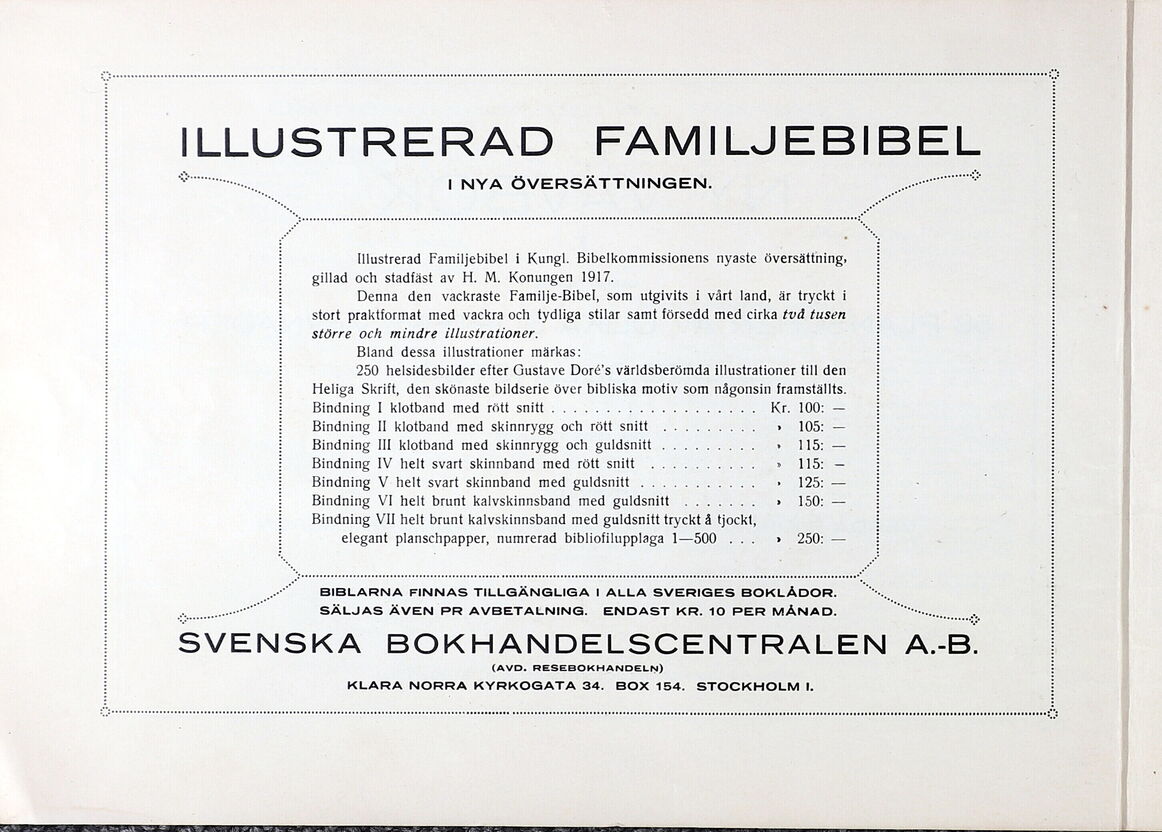 ILLUSTRERAD FAMILJEBIBEL
I NYA ÖVERSÄTTNINGEN.
Illustrerad Familjebibel i Kungl. Bibelkommissionens nyaste översättning,
gillad och stadfäst av H. M. Konungen 1917.
Denna den vackraste Familje-Bibel, som utgivits i vårt land, är tryckt i
stort praktformat med vackra och tydliga stilar samt försedd med cirka två tusen
större och mindre illustrationer.
Bland dessa illustrationer märkas:
250 helsidesbilder efter Gustave Doré's världsberömda illustrationer till den
Heliga Skrift, den skönaste bildserie över bibliska motiv som någonsin framställts.
Bindning I klotband med rött snitt . . . . . . . . . . . . . . . . . . . Kr. 100: —
Bindning II klotband med skinnrygg och rött snitt . . . . . . . . . » 105: —
Bindning III klotband med skinnrygg och guldsnitt . . . . . . . . . » 115: —
Bindning IV helt svart skinnband med rött snitt . . . . . . . . . . » 115: —
Bindning V helt svart skinnband med guldsnitt . . . . . . . . . . . » 125: —
Bindning VI helt brunt kalvskinnsband med guldsnitt . . . . . . . » 150: —
Bindning VII helt brunt kalvskinnsband med guldsnitt tryckt å tjockt,
elegant planschpapper, numrerad bibliofilupplaga 1—500 . . . » 250: —
BIBLARNA FINNAS TILLGÄNGLIGA I ALLA SVERIGES BOKLÅDOR.
SÄLJAS ÄVEN PR AVBETALNING. ENDAST KR. 10 PER MÅNAD.
SVENSKA BOKHANDELSCENTRALEN A.-B.
(AVD. RESEBOKHANDELN)
KLARA NORRA KYRKOGATA 34. BOX 154. STOCKHOLM I.